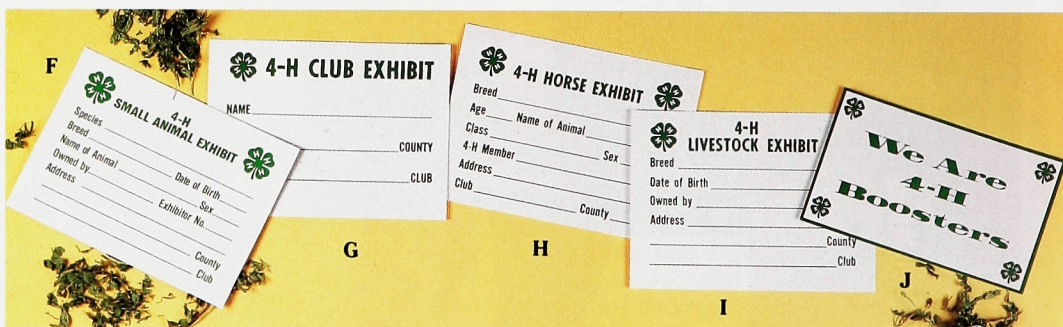 F
4-H
SMALL ANIMAL EXHIBIT
Species
Breed
Name of Animal Date of Birth
Owned by Sex
Address Exhibitor No.
County
Club
4-H CLUB EXHIBIT
NAME
COUNTY
CLUB
G
4-H HORSE EXHIBIT
Breed
Age Name of Animal
Class Sex
4-H Member
Address
Club
County
H
4-H
LIVESTOCK EXHIBIT
Breed
Date of Birth
Owned by
Address
County
Club
I
We Are
4-H
Boosters
J